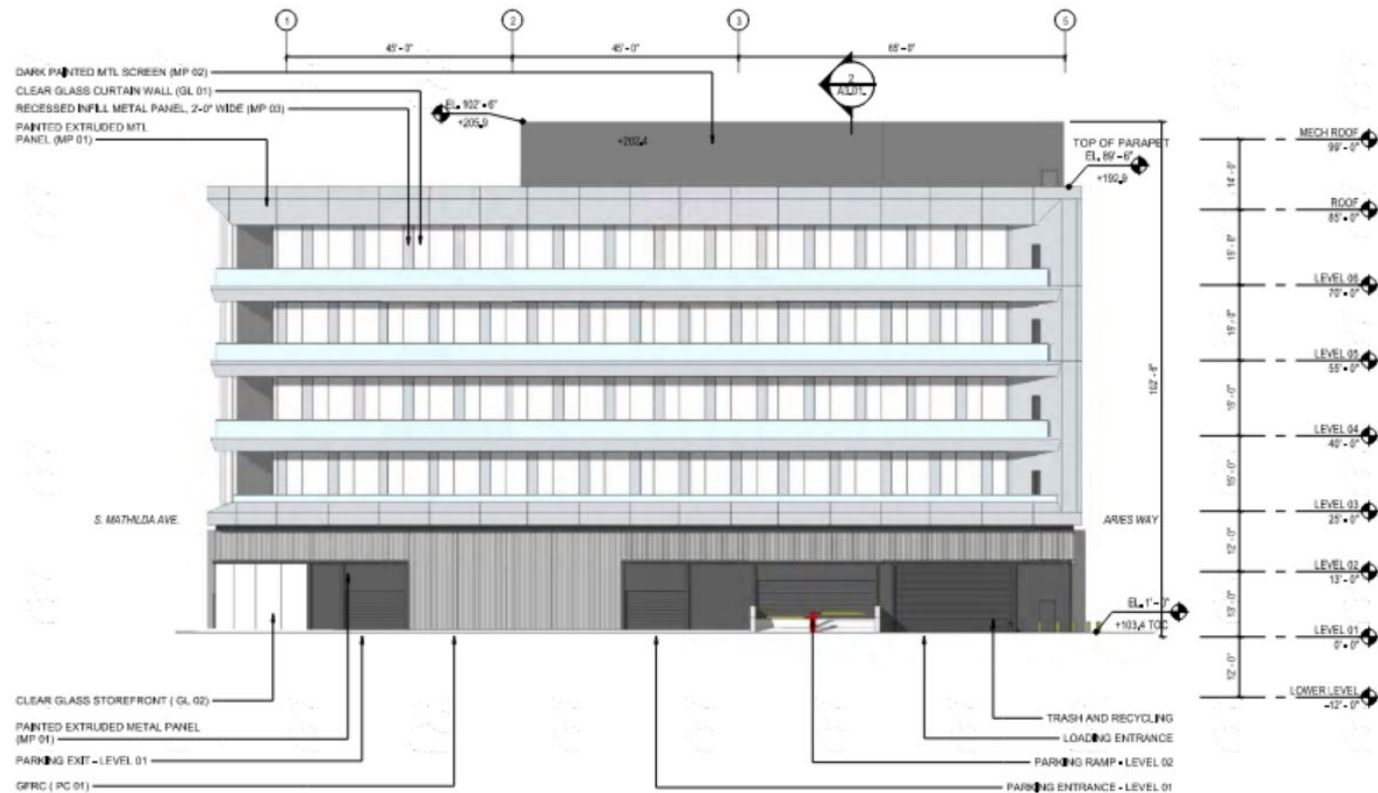 1
2
3
5
45' - 0"
45' - 0"
65' - 0"
DARK PAINTED MTL SCREEN (MP 02)
CLEAR GLASS CURTAIN WALL (GL 01)
RECESSED INFILL METAL PANEL, 2'-0" WIDE (MP 03)
PAINTED EXTRUDED MTL
PANEL (MP 01)
2
A3.01
EL. 102' - 6"
+205.9
+202.4
TOP OF PARAPET
EL. 89' - 6"
+192.9
MECH ROOF
99' - 0"
14' - 0"
ROOF
85' - 0"
15' - 0"
LEVEL 06
70' - 0"
15' - 0"
LEVEL 05
55' - 0"
102' - 6"
15' - 0"
LEVEL 04
40' - 0"
15' - 0"
LEVEL 03
25' - 0"
S. MATHILDA AVE.
ARIES WAY
12' - 0"
LEVEL 02
13' - 0"
13' - 0"
EL. 1' - 0"
+103.4 TOC
LEVEL 01
0' - 0"
12' - 0"
LOWER LEVEL
-12' - 0"
CLEAR GLASS STOREFRONT ( GL 02)
PAINTED EXTRUDED METAL PANEL
(MP 01)
PARKING EXIT - LEVEL 01
GFRC ( PC 01)
TRASH AND RECYCLING
LOADING ENTRANCE
PARKING RAMP - LEVEL 02
PARKING ENTRANCE - LEVEL 01